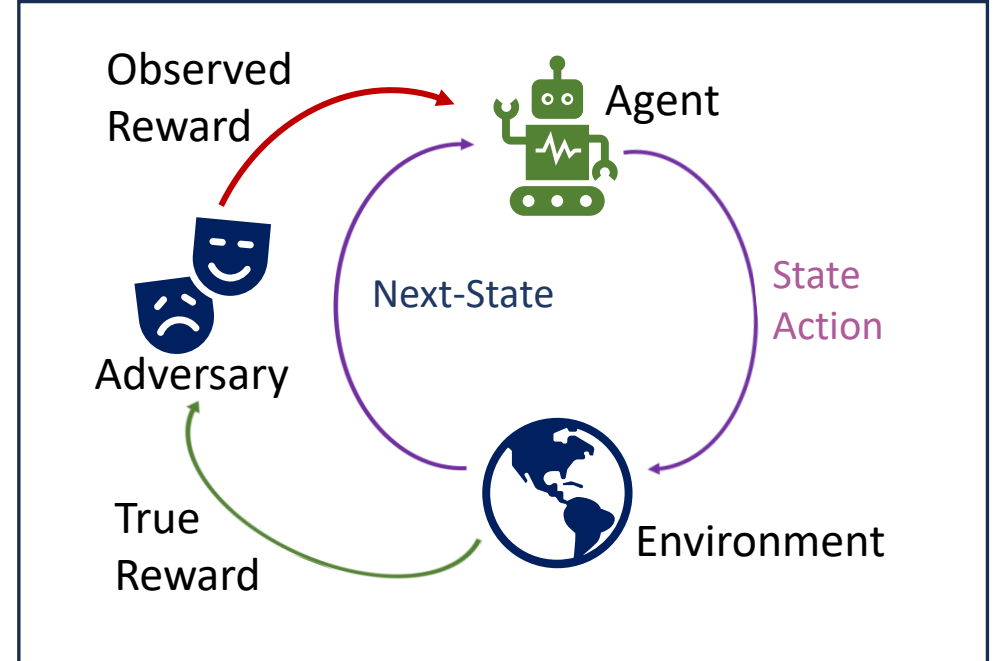 Observed
Reward
Agent
Next-State
State
Action
Adversary
True
Reward
Environment